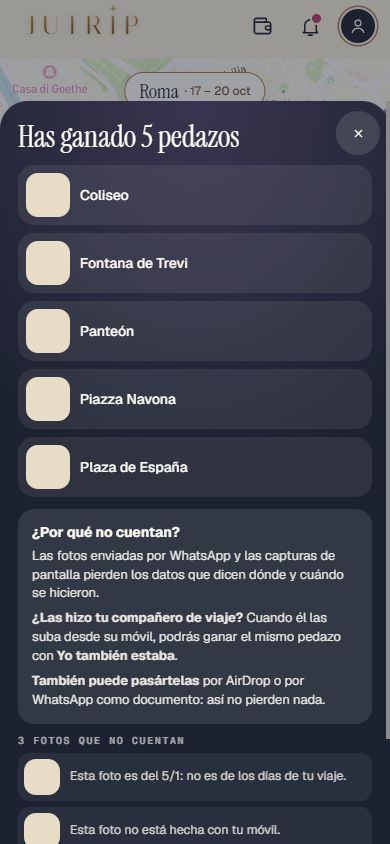 JUTRIP
Casa di Goethe
Roma · 17 – 20 oct
Has ganado 5 pedazos
×
Coliseo
Fontana de Trevi
Panteón
Piazza Navona
Plaza de España
¿Por qué no cuentan?
Las fotos enviadas por WhatsApp y las capturas de
pantalla pierden los datos que dicen dónde y cuándo
se hicieron.
¿Las hizo tu compañero de viaje? Cuando él las
suba desde su móvil, podrás ganar el mismo pedazo
con Yo también estaba.
También puede pasártelas por AirDrop o por
WhatsApp como documento: así no pierden nada.
3 FOTOS QUE NO CUENTAN
Esta foto es del 5/1: no es de los días de tu viaje.
Esta foto no está hecha con tu móvil.